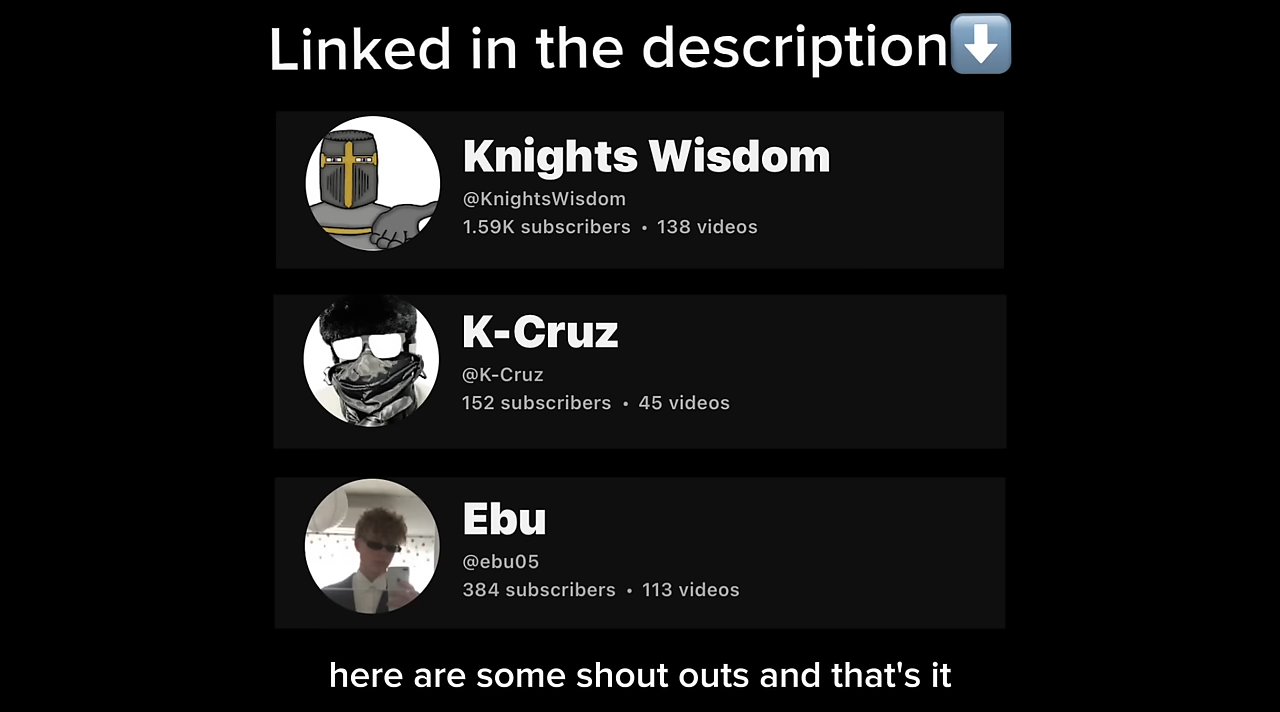 Linked in the description⬇️
Knights Wisdom
@KnightsWisdom
1.59K subscribers • 138 videos
K-Cruz
@K-Cruz
152 subscribers • 45 videos
Ebu
@ebu05
384 subscribers • 113 videos
here are some shout outs and that's it